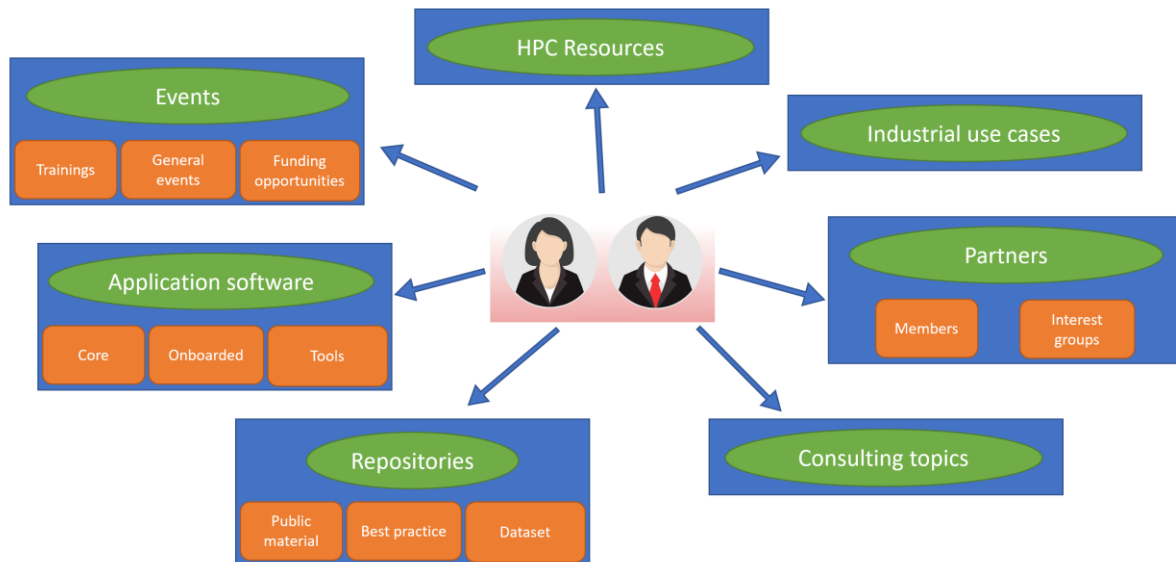 HPC Resources
Events
Trainings
General
events
Funding
opportunities
Industrial use cases
Application software
Core
Onboarded
Tools
Partners
Members
Interest
groups
Repositories
Public
material
Best practice
Dataset
Consulting topics